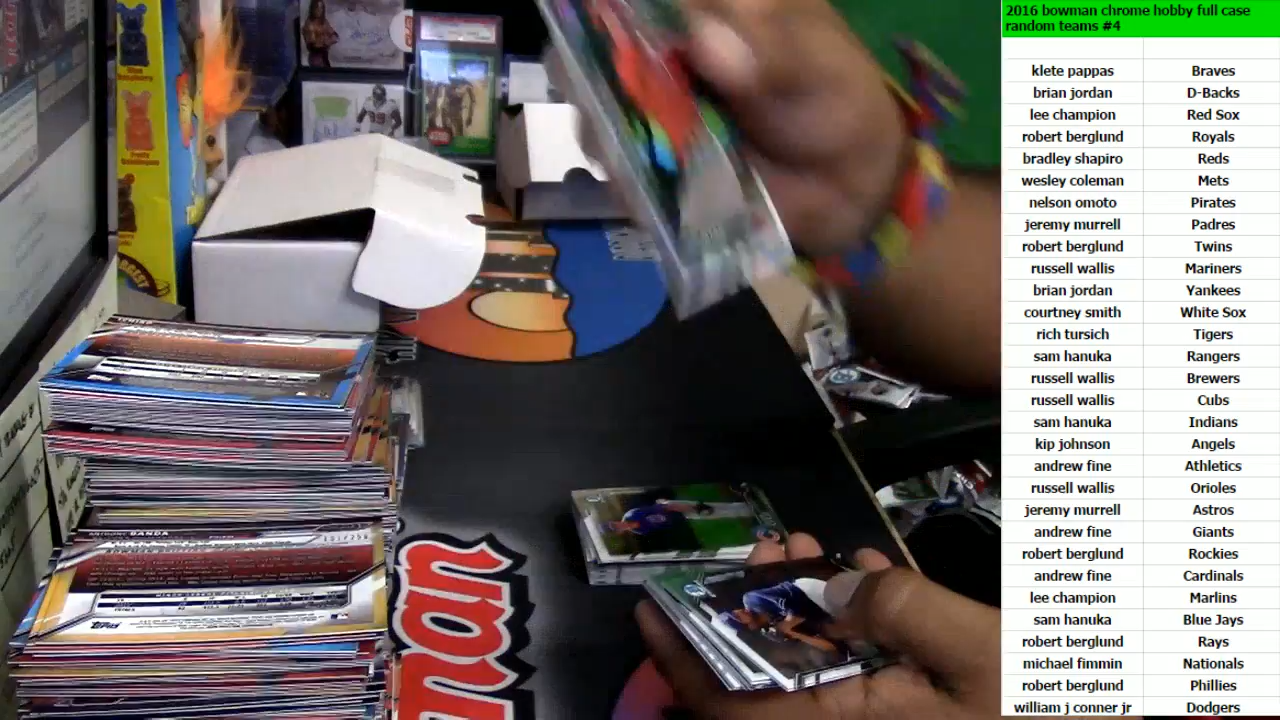 2016 bowman chrome hobby full case
random teams #4
klete pappas Braves
brian jordan D-Backs
lee champion Red Sox
robert berglund Royals
bradley shapiro Reds
wesley coleman Mets
nelson omoto Pirates
jeremy murrell Padres
robert berglund Twins
russell wallis Mariners
brian jordan Yankees
courtney smith White Sox
rich tursich Tigers
sam hanuka Rangers
russell wallis Brewers
russell wallis Cubs
sam hanuka Indians
kip johnson Angels
andrew fine Athletics
russell wallis Orioles
jeremy murrell Astros
andrew fine Giants
robert berglund Rockies
andrew fine Cardinals
lee champion Marlins
sam hanuka Blue Jays
robert berglund Rays
michael fimmin Nationals
robert berglund Phillies
william j conner jr Dodgers
ANTHONY BANDA
Topps
man